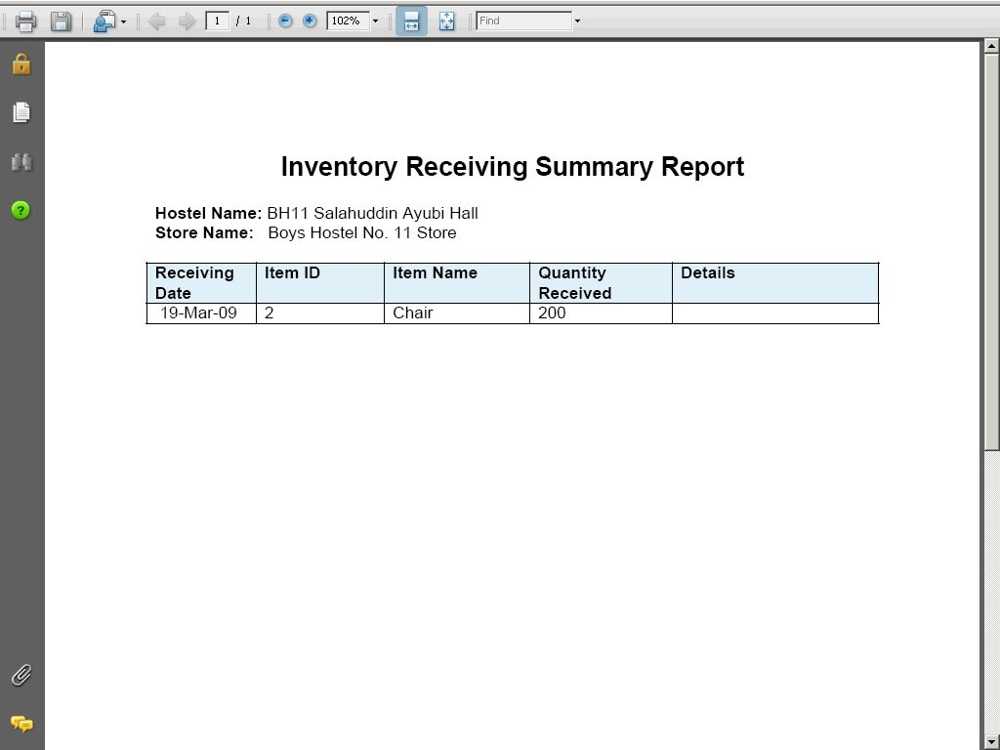 1 / 1 102% Find
Inventory Receiving Summary Report
Hostel Name: BH11 Salahuddin Ayubi Hall
Store Name: Boys Hostel No. 11 Store
Receiving Date Item ID Item Name Quantity Received Details
19-Mar-09 2 Chair 200